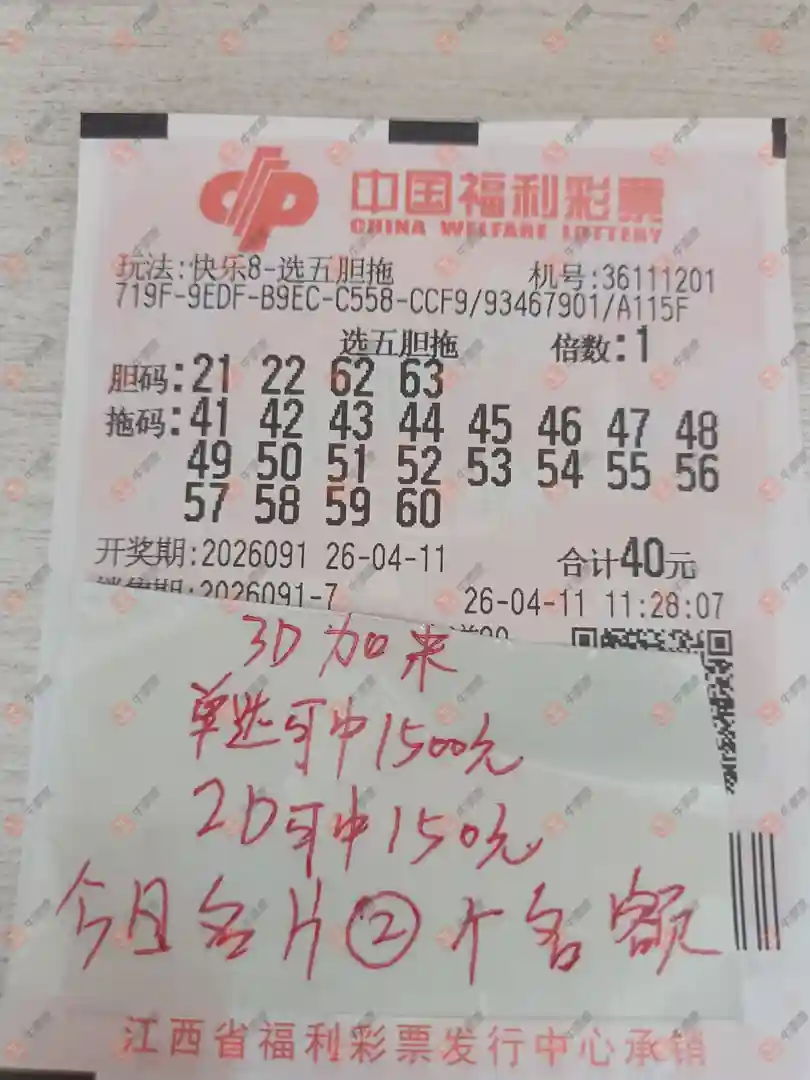 中国福利彩票
CHINA WELFARE LOTTERY
玩法:快乐8-选五胆拖 机号:36111201
719F-9EDF-B9EC-C558-CCF9/93467901/A115F
选五胆拖 倍数:1
胆码:21 22 62 63
拖码:41 42 43 44 45 46 47 48
49 50 51 52 53 54 55 56
57 58 59 60
开奖期:2026091 26-04-11 合计40元
销售期:2026091-7 26-04-11 11:28:07
3D加来
单选可中1500元
2D可中150元
今日名片②个名额
江西省福利彩票发行中心承销